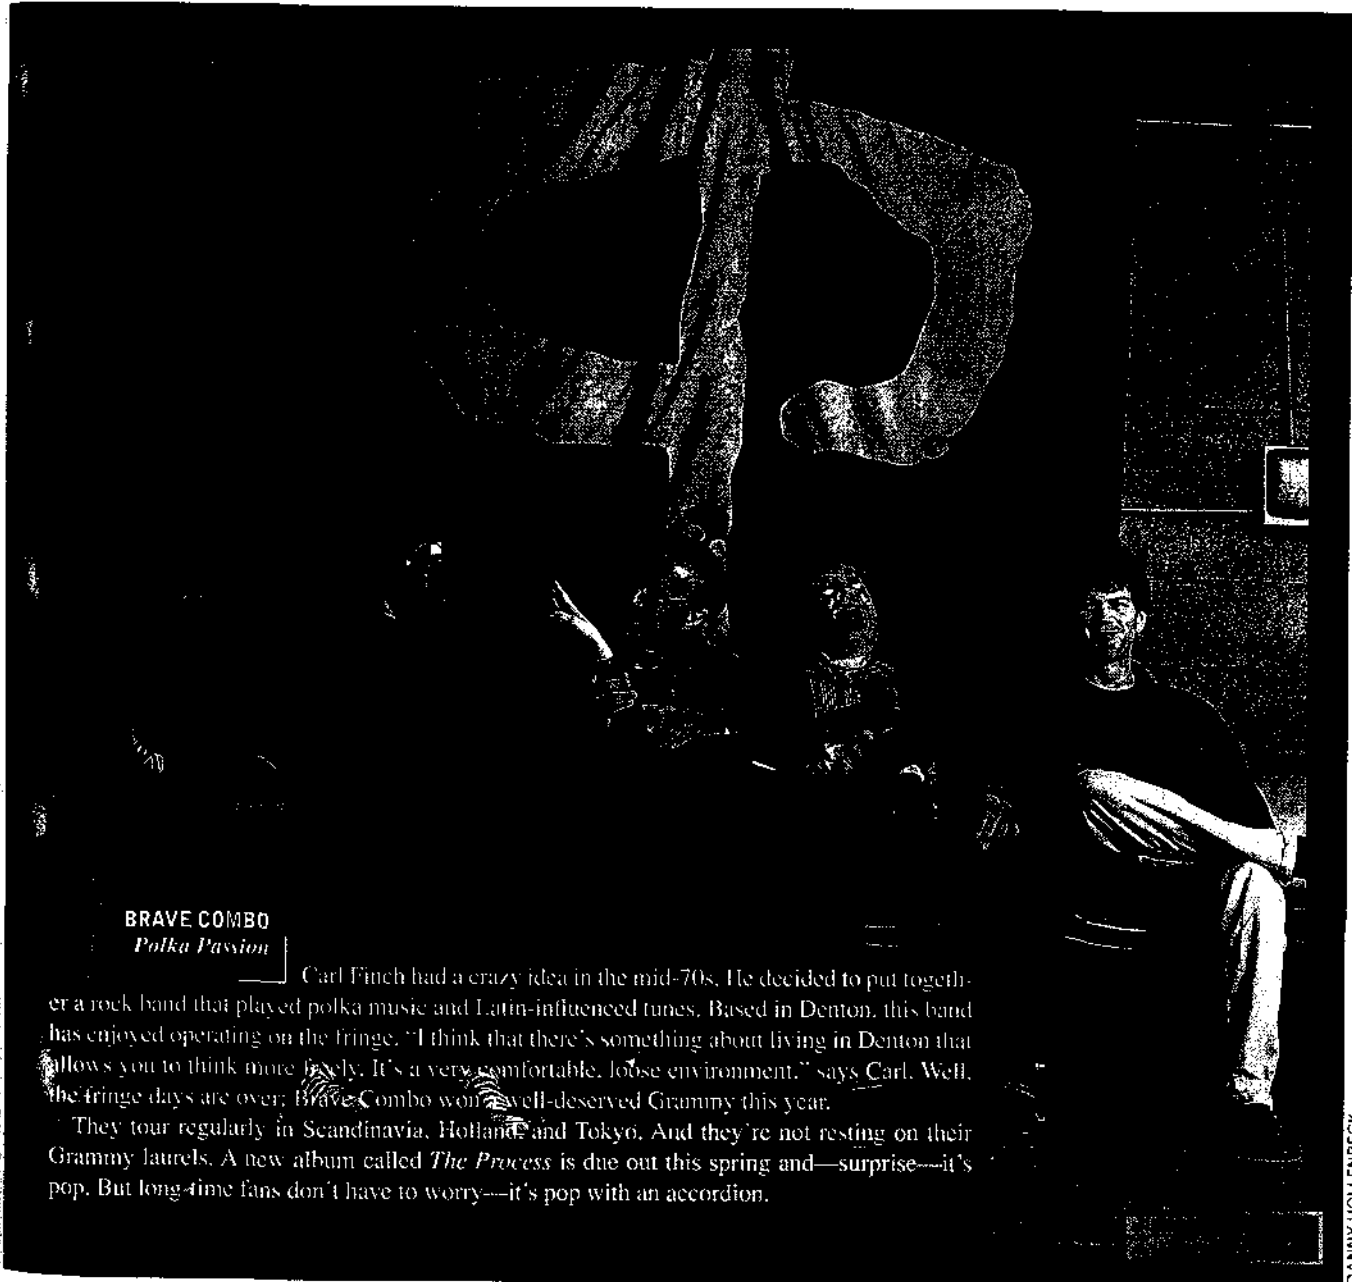 BRAVE COMBO
Polka Passion
Carl Finch had a crazy idea in the mid-70s. He decided to put togeth-
er a rock band that played polka music and Latin-influenced tunes. Based in Denton, this band
has enjoyed operating on the fringe. "I think that there's something about living in Denton that
allows you to think more freely. It's a very comfortable, loose environment," says Carl. Well,
the fringe days are over; Brave Combo won a well-deserved Grammy this year.
They tour regularly in Scandinavia, Holland, and Tokyo. And they're not resting on their
Grammy laurels. A new album called The Process is due out this spring and—surprise—it's
pop. But long-time fans don't have to worry—it's pop with an accordion.